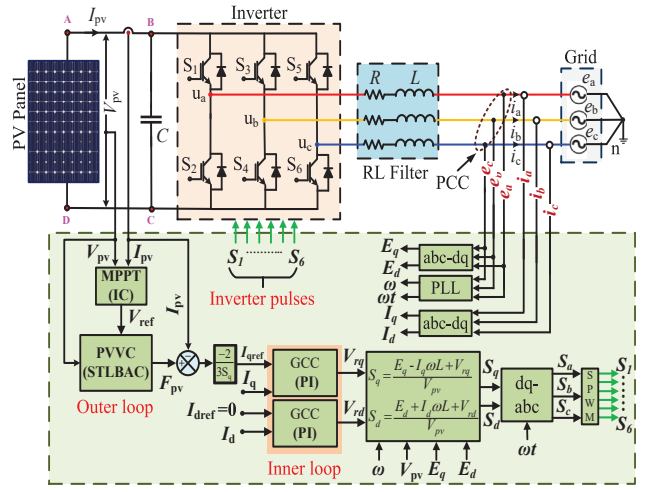 Inverter
Grid
A
I_pv
B
PV Panel
V_pv
C
D
C
S_1
S_3
S_5
u_a
u_b
u_c
S_2
S_4
S_6
R
L
RL Filter
PCC
i_a
i_b
i_c
e_a
e_b
e_c
n
e_c
e_v
e_a
i_a
i_b
i_c
S_1 ............ S_6
Inverter pulses
V_pv
I_pv
MPPT
(IC)
V_ref
I_pv
PVVC
(STLBAC)
F_pv
Outer loop
-2
3S_q
I_qref
I_q
I_dref=0
I_d
GCC
(PI)
GCC
(PI)
Inner loop
V_rq
V_rd
S_q = E_q-I_qωL+V_rq
V_pv
S_d = E_d+I_dωL+V_rd
V_pv
ω
V_pv
E_q
E_d
S_q
S_d
dq-
abc
ωt
S_a
S_b
S_c
SPWM
S_1
S_6
E_q
E_d
abc-dq
ω
ωt
PLL
I_q
I_d
abc-dq